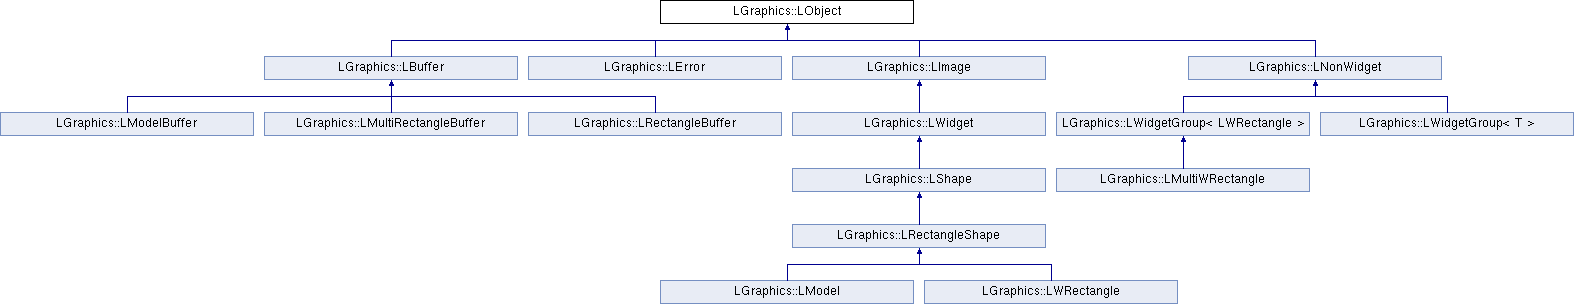 LGraphics::LObject
LGraphics::LBuffer
LGraphics::LError
LGraphics::LImage
LGraphics::LNonWidget
LGraphics::LModelBuffer
LGraphics::LMultiRectangleBuffer
LGraphics::LRectangleBuffer
LGraphics::LWidget
LGraphics::LWidgetGroup< LWRectangle >
LGraphics::LWidgetGroup< T >
LGraphics::LShape
LGraphics::LMultiWRectangle
LGraphics::LRectangleShape
LGraphics::LModel
LGraphics::LWRectangle